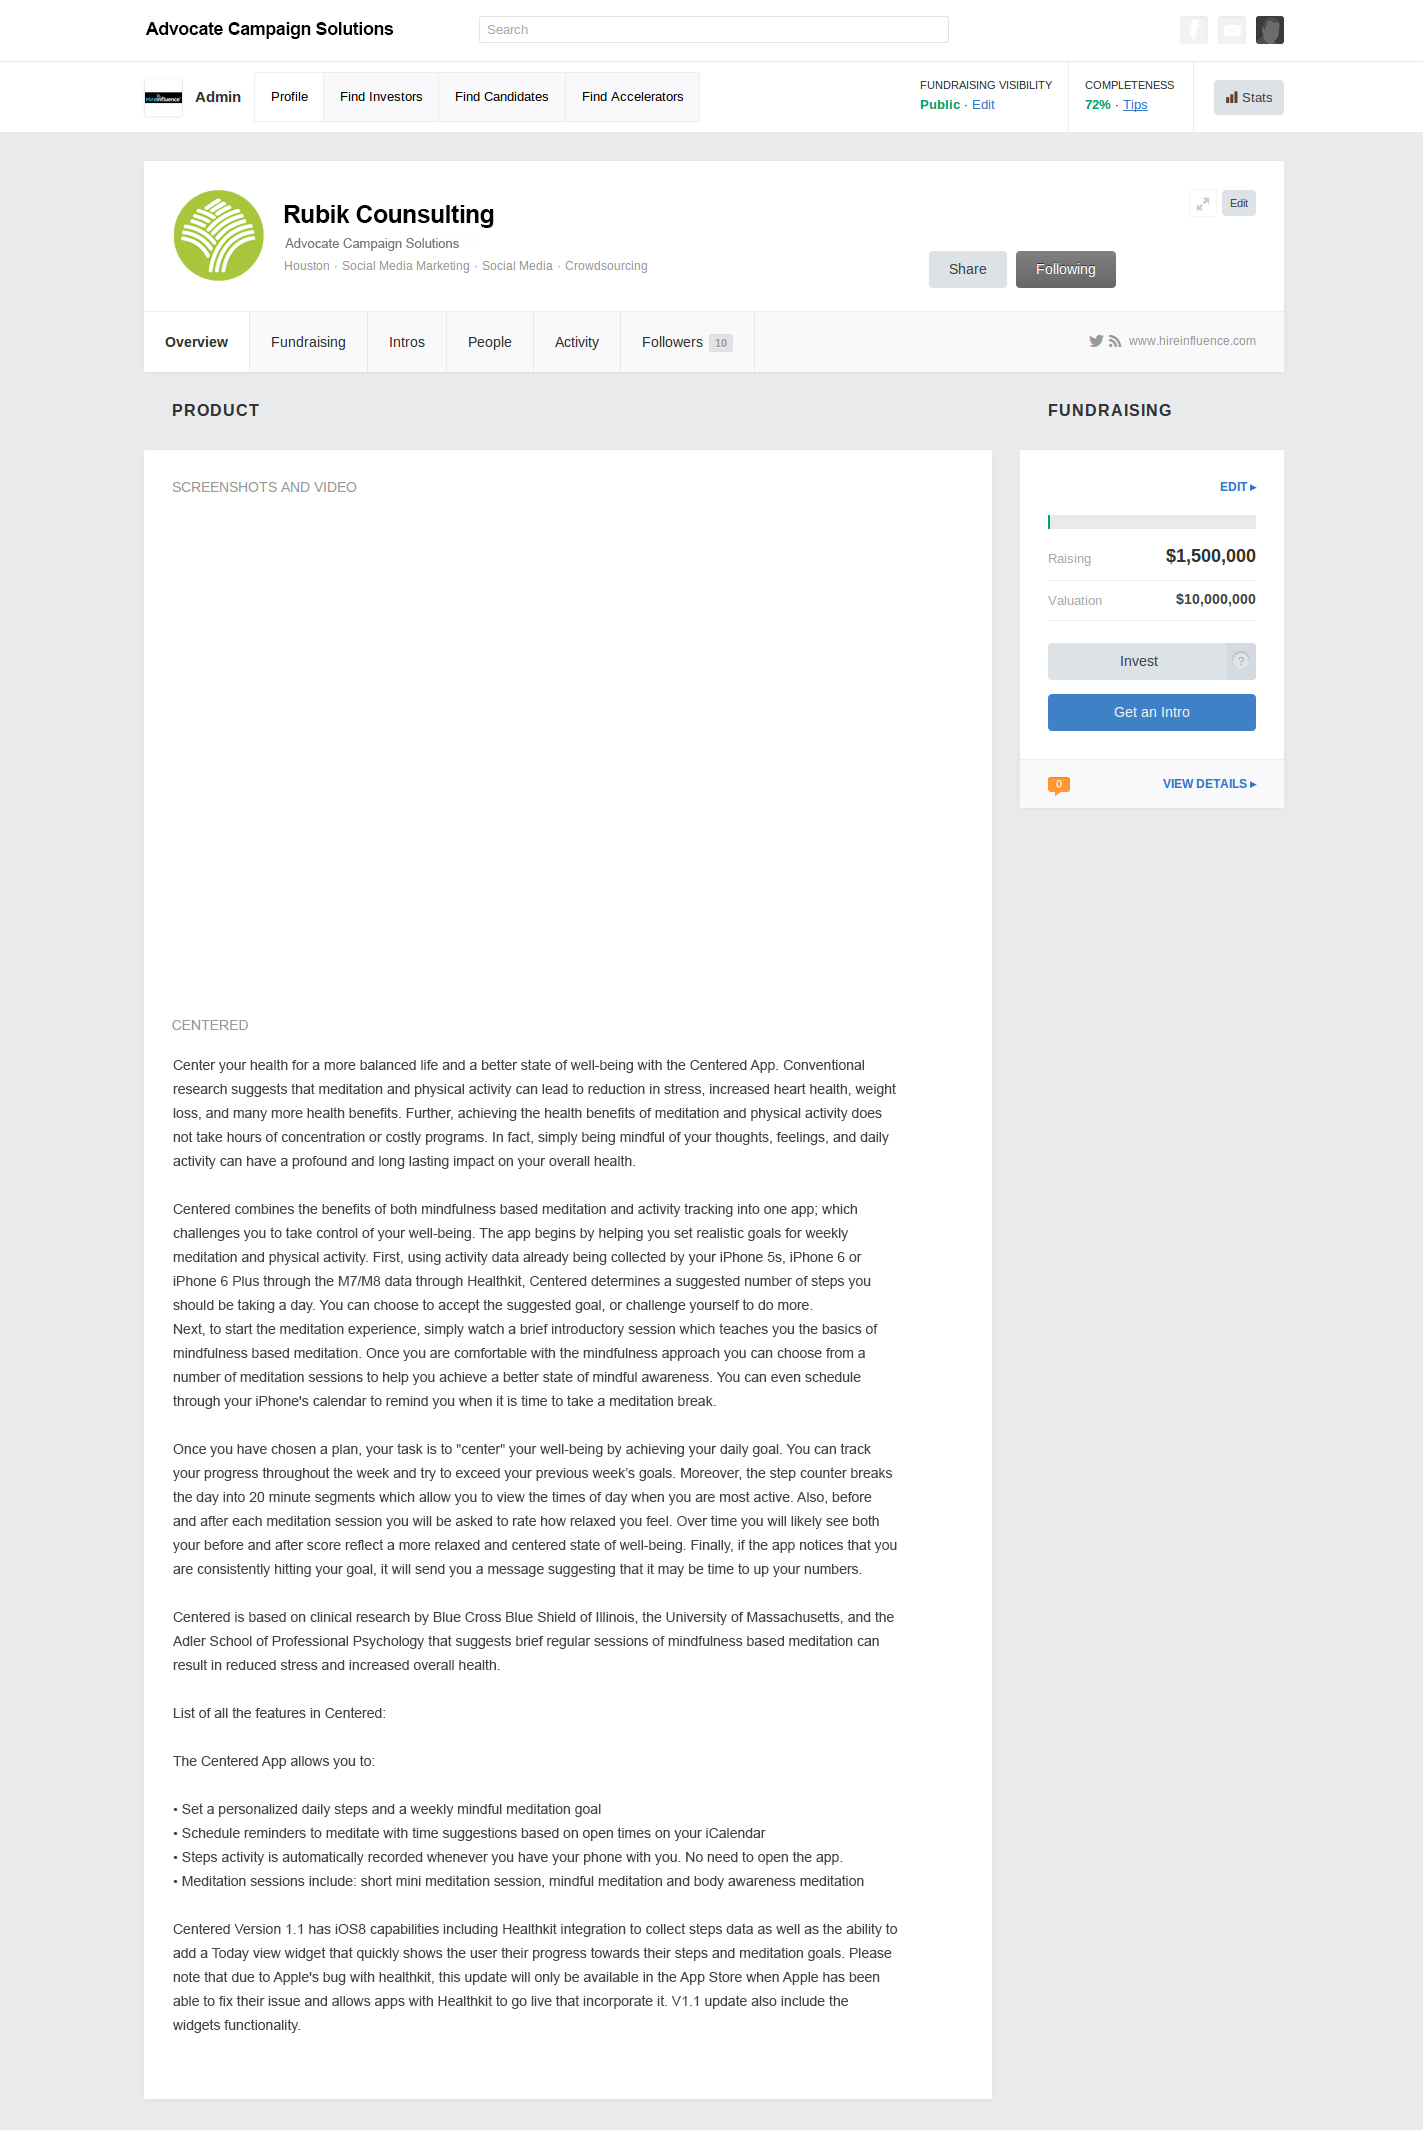 Advocate Campaign Solutions
Search
Hireinfluence
Admin
Profile
Find Investors
Find Candidates
Find Accelerators
FUNDRAISING VISIBILITY
Public · Edit
COMPLETENESS
72% · Tips
Stats
Rubik Counsulting
Advocate Campaign Solutions
Houston · Social Media Marketing · Social Media · Crowdsourcing
Edit
Share
Following
Overview
Fundraising
Intros
People
Activity
Followers 10
www.hireinfluence.com
PRODUCT
FUNDRAISING
SCREENSHOTS AND VIDEO
EDIT ▸
Raising $1,500,000
Valuation $10,000,000
Invest ?
Get an Intro
0
VIEW DETAILS ▸
CENTERED
Center your health for a more balanced life and a better state of well-being with the Centered App. Conventional
research suggests that meditation and physical activity can lead to reduction in stress, increased heart health, weight
loss, and many more health benefits. Further, achieving the health benefits of meditation and physical activity does
not take hours of concentration or costly programs. In fact, simply being mindful of your thoughts, feelings, and daily
activity can have a profound and long lasting impact on your overall health.
Centered combines the benefits of both mindfulness based meditation and activity tracking into one app; which
challenges you to take control of your well-being. The app begins by helping you set realistic goals for weekly
meditation and physical activity. First, using activity data already being collected by your iPhone 5s, iPhone 6 or
iPhone 6 Plus through the M7/M8 data through Healthkit, Centered determines a suggested number of steps you
should be taking a day. You can choose to accept the suggested goal, or challenge yourself to do more.
Next, to start the meditation experience, simply watch a brief introductory session which teaches you the basics of
mindfulness based meditation. Once you are comfortable with the mindfulness approach you can choose from a
number of meditation sessions to help you achieve a better state of mindful awareness. You can even schedule
through your iPhone's calendar to remind you when it is time to take a meditation break.
Once you have chosen a plan, your task is to "center" your well-being by achieving your daily goal. You can track
your progress throughout the week and try to exceed your previous week’s goals. Moreover, the step counter breaks
the day into 20 minute segments which allow you to view the times of day when you are most active. Also, before
and after each meditation session you will be asked to rate how relaxed you feel. Over time you will likely see both
your before and after score reflect a more relaxed and centered state of well-being. Finally, if the app notices that you
are consistently hitting your goal, it will send you a message suggesting that it may be time to up your numbers.
Centered is based on clinical research by Blue Cross Blue Shield of Illinois, the University of Massachusetts, and the
Adler School of Professional Psychology that suggests brief regular sessions of mindfulness based meditation can
result in reduced stress and increased overall health.
List of all the features in Centered:
The Centered App allows you to:
• Set a personalized daily steps and a weekly mindful meditation goal
• Schedule reminders to meditate with time suggestions based on open times on your iCalendar
• Steps activity is automatically recorded whenever you have your phone with you. No need to open the app.
• Meditation sessions include: short mini meditation session, mindful meditation and body awareness meditation
Centered Version 1.1 has iOS8 capabilities including Healthkit integration to collect steps data as well as the ability to
add a Today view widget that quickly shows the user their progress towards their steps and meditation goals. Please
note that due to Apple's bug with healthkit, this update will only be available in the App Store when Apple has been
able to fix their issue and allows apps with Healthkit to go live that incorporate it. V1.1 update also include the
widgets functionality.